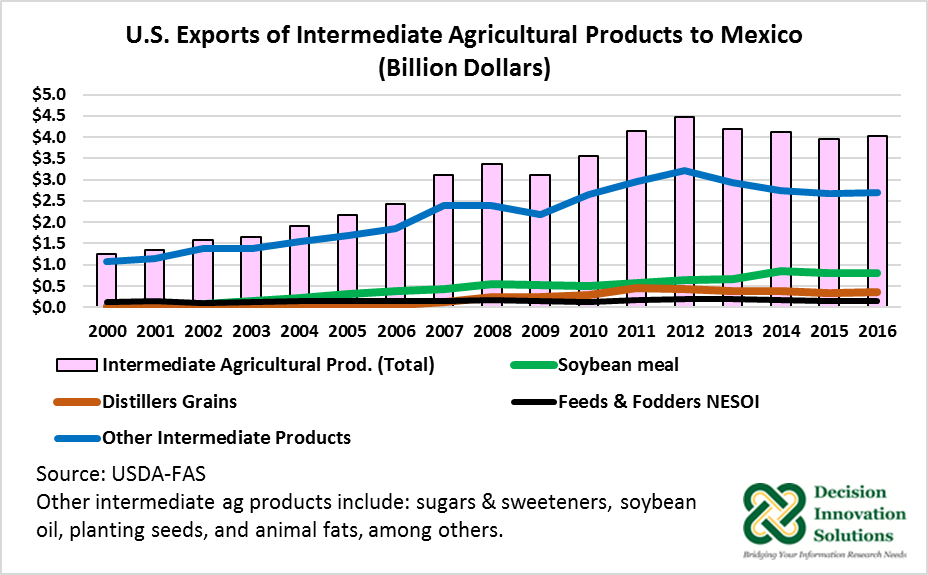 U.S. Exports of Intermediate Agricultural Products to Mexico
(Billion Dollars)
$5.0
$4.5
$4.0
$3.5
$3.0
$2.5
$2.0
$1.5
$1.0
$0.5
$0.0
2000 2001 2002 2003 2004 2005 2006 2007 2008 2009 2010 2011 2012 2013 2014 2015 2016
Intermediate Agricultural Prod. (Total)
Soybean meal
Distillers Grains
Feeds & Fodders NESOI
Other Intermediate Products
Source: USDA-FAS
Other intermediate ag products include: sugars & sweeteners, soybean
oil, planting seeds, and animal fats, among others.
Decision
Innovation
Solutions
Bridging Your Information Research Needs